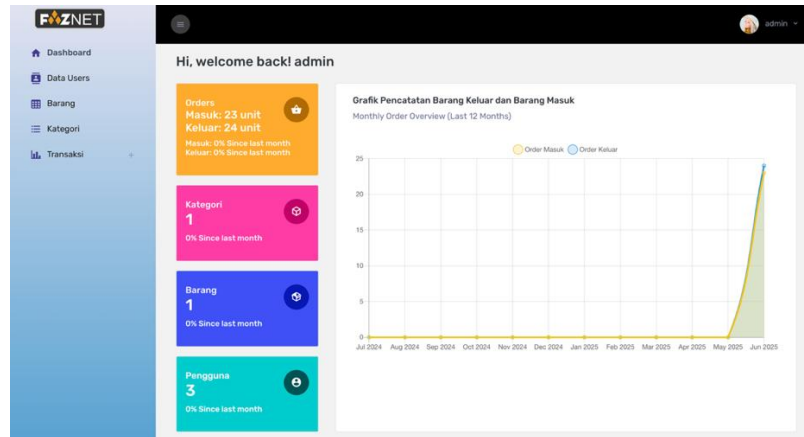 FAZNET
Dashboard
Data Users
Barang
Kategori
Transaksi +
admin
Hi, welcome back! admin
Orders
Masuk: 23 unit
Keluar: 24 unit
Masuk: 0% Since last month
Keluar: 0% Since last month
Kategori
1
0% Since last month
Barang
1
0% Since last month
Pengguna
3
0% Since last month
Grafik Pencatatan Barang Keluar dan Barang Masuk
Monthly Order Overview (Last 12 Months)
Order Masuk Order Keluar
25
20
15
10
5
0
Jul 2024 Aug 2024 Sep 2024 Oct 2024 Nov 2024 Dec 2024 Jan 2025 Feb 2025 Mar 2025 Apr 2025 May 2025 Jun 2025